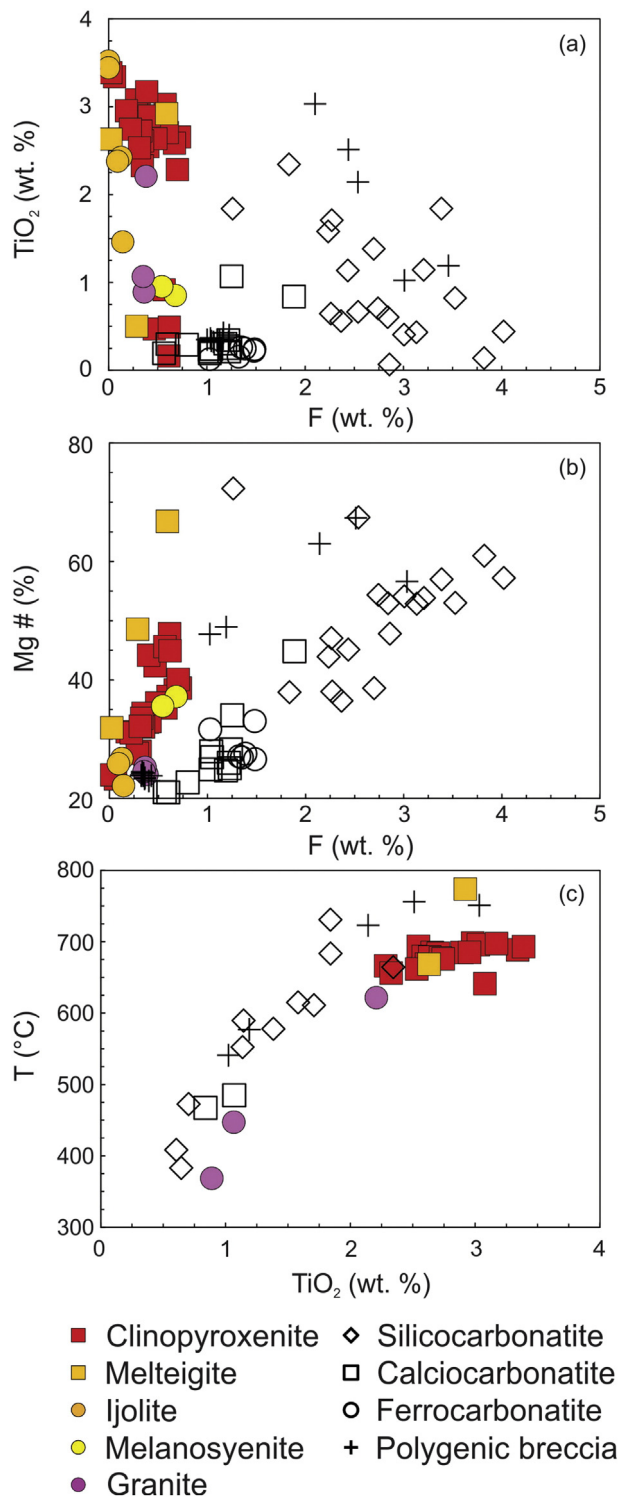 4
(a)
3
TiO₂ (wt. %)
2
1
0
0 1 2 3 4 5
F (wt. %)
80
(b)
60
Mg # (%)
40
20
0 1 2 3 4 5
F (wt. %)
800
(c)
700
600
T (°C)
500
400
300
0 1 2 3 4
TiO₂ (wt. %)
Clinopyroxenite Silicocarbonatite
Melteigite Calciocarbonatite
Ijolite Ferrocarbonatite
Melanosyenite Polygenic breccia
Granite